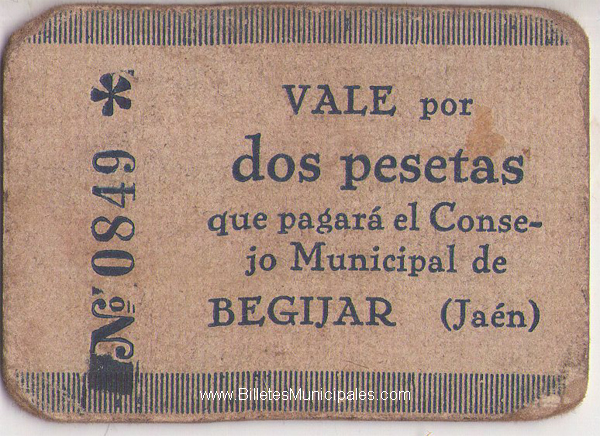 VALE por
dos pesetas
que pagará el Conse-
jo Municipal de
BEGIJAR (Jaén)
Nº 0849 *
www.BilletesMunicipales.com